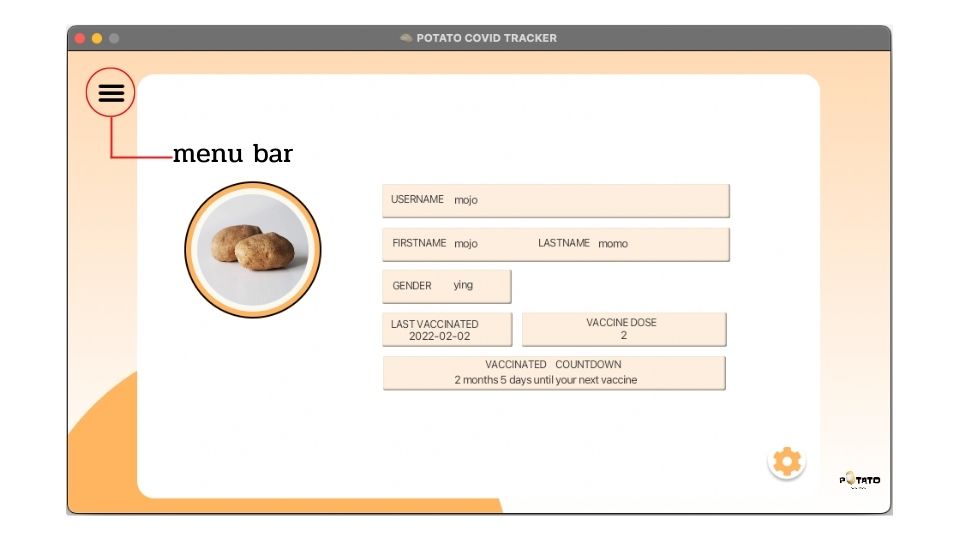 POTATO COVID TRACKER
menu bar
USERNAME mojo
FIRSTNAME mojo LASTNAME momo
GENDER ying
LAST VACCINATED
2022-02-02
VACCINE DOSE
2
VACCINATED COUNTDOWN
2 months 5 days until your next vaccine
POTATO